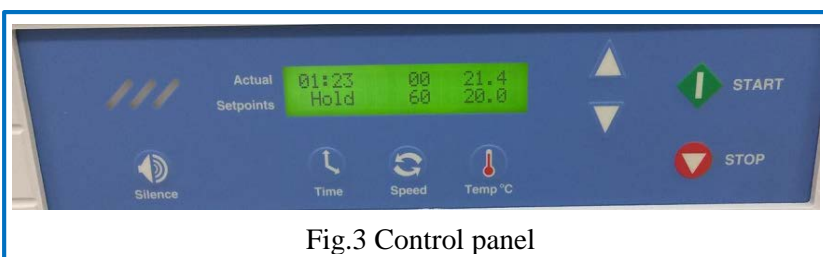 Actual 01:23 00 21.4
Setpoints Hold 60 20.0
START
STOP
Silence Time Speed Temp °C
Fig.3 Control panel